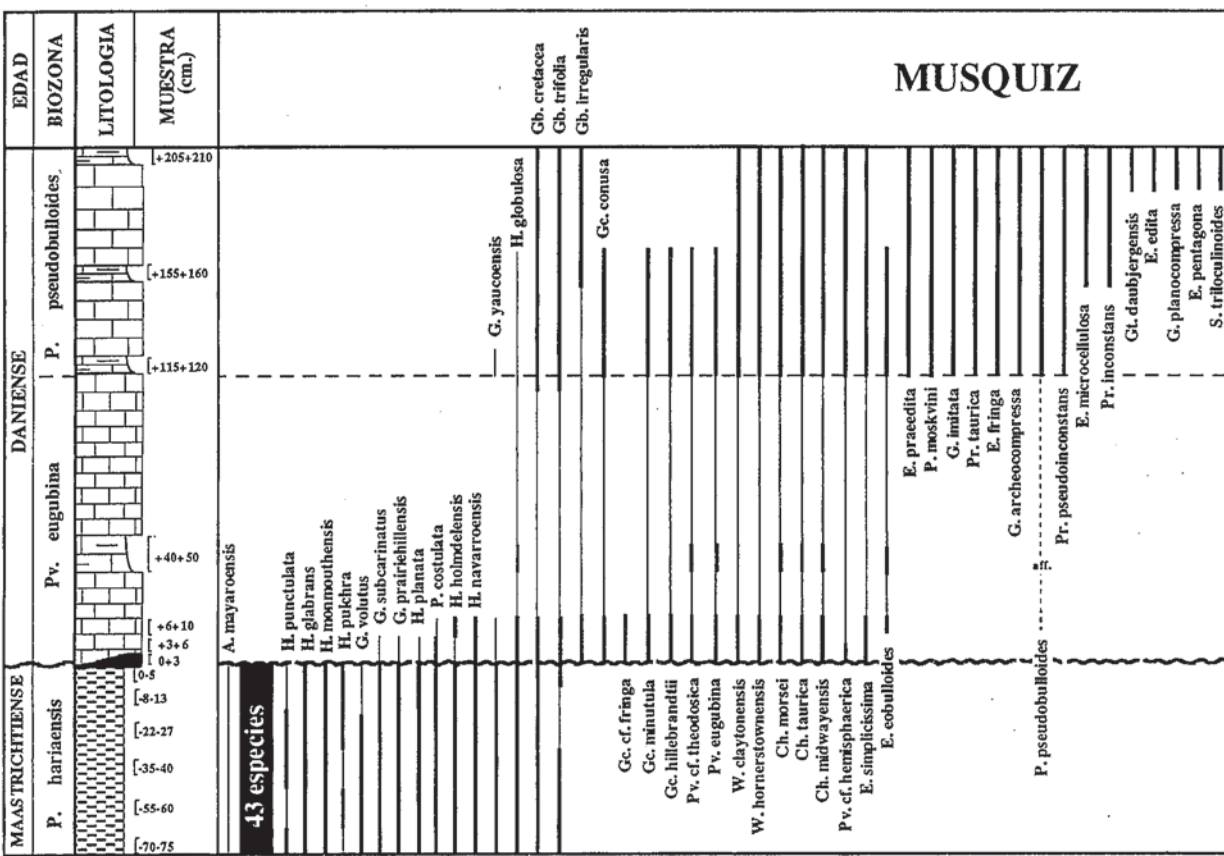 EDAD
BIOZONA
LITOLOGIA
MUESTRA
(cm.)
MUSQUIZ
DANIENSE
MAASTRICHTIENSE
P. pseudobulloides
Pv. eugubina
P. hariaensis
+205+210
+155+160
+115+120
+40+50
+6+10
+3+6
0+3
0-5
-8-13
-22-27
-35-40
-55-60
-70-75
A. mayaroensis
43 especies
H. punctulata
H. glabrans
H. monmouthensis
H. pulchra
G. volutus
G. subcarinatus
G. prairiehillensis
H. planata
P. costulata
H. holmdelensis
H. navarroensis
G. yaucoensis
H. globulosa
Gb. cretacea
Gb. trifolia
Gb. irregularis
Gc. conusa
Gc. cf. fringa
Gc. minutula
Gc. hillebrandtii
Pv. cf. theodosica
Pv. eugubina
W. claytonensis
W. hornerstownensis
Ch. morsei
Ch. taurica
Ch. midwayensis
Pv. cf. hemisphaerica
E. simplicissima
E. eobulloides
E. praeedita
P. moskvini
G. imitata
Pr. taurica
E. fringa
G. archeocompressa
P. pseudobulloides
aff.
Pr. pseudoinconstans
E. microcellulosa
Pr. inconstans
Gt. daubjergensis
E. edita
G. planocompressa
E. pentagona
S. triloculinoides